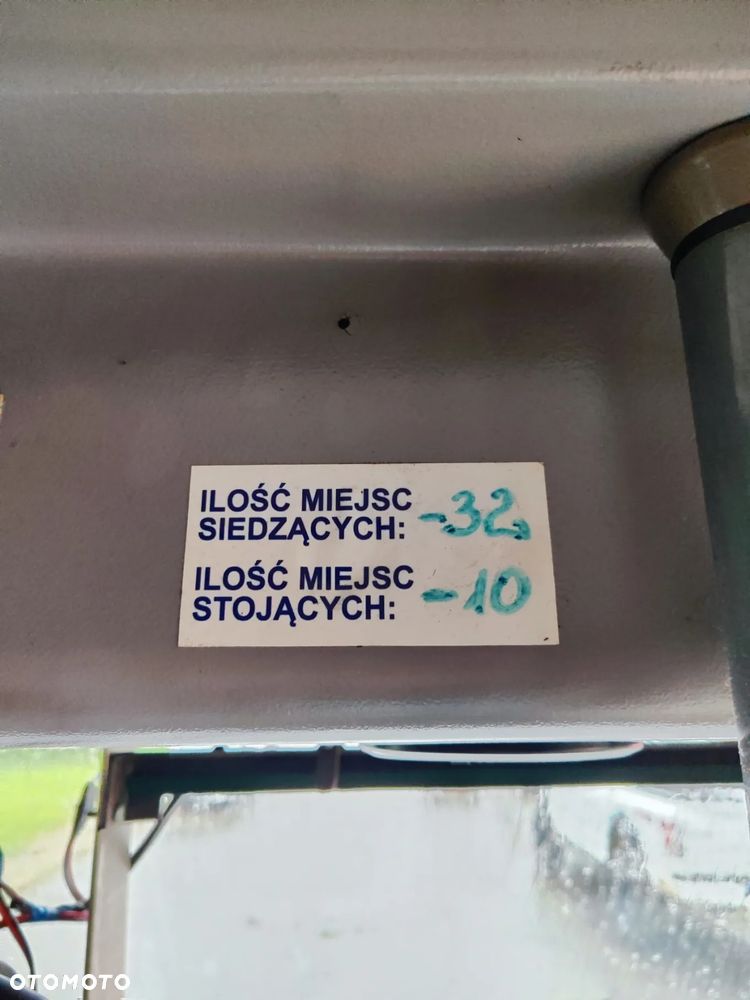 ILOŚĆ MIEJSC
SIEDZĄCYCH: -32
ILOŚĆ MIEJSC
STOJĄCYCH: -10
OTOMOTO